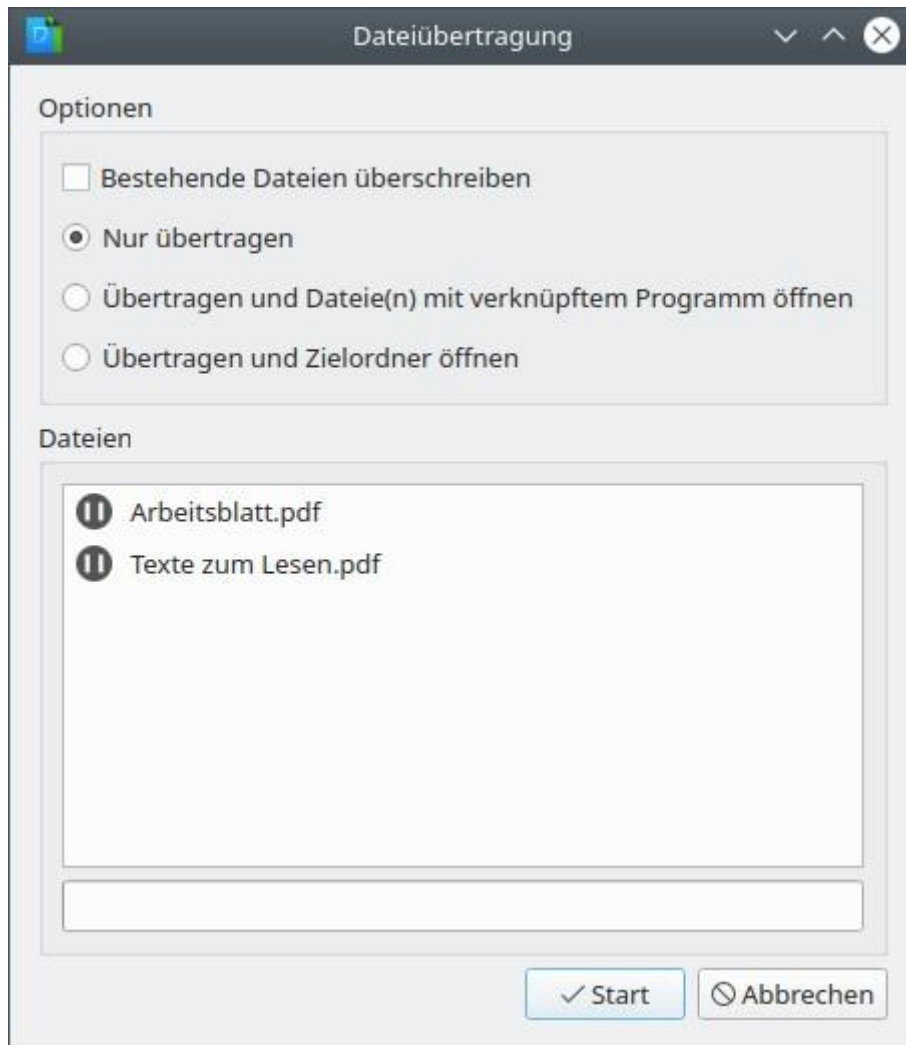 Dateiübertragung
Optionen
Bestehende Dateien überschreiben
Nur übertragen
Übertragen und Dateie(n) mit verknüpftem Programm öffnen
Übertragen und Zielordner öffnen
Dateien
Arbeitsblatt.pdf
Texte zum Lesen.pdf
Start
Abbrechen